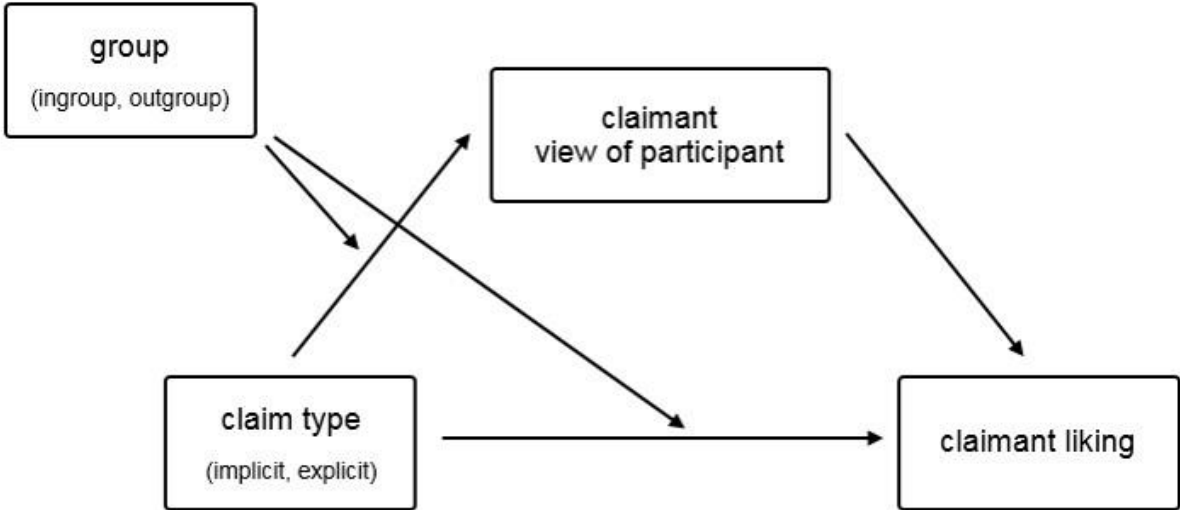 group
(ingroup, outgroup)
claimant
view of participant
claim type
(implicit, explicit)
claimant liking